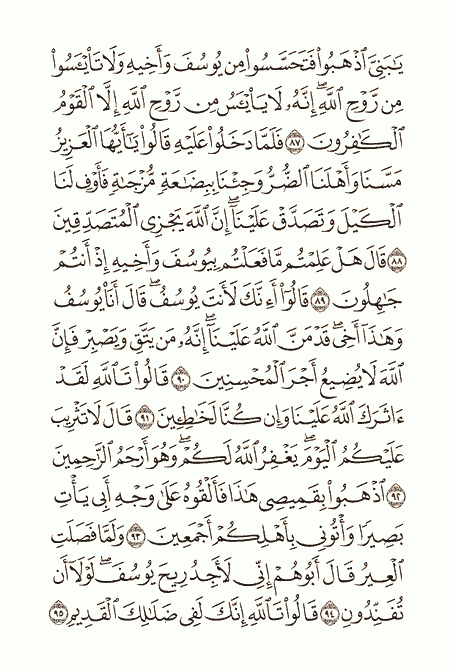 يَٰبَنِيَّ ٱذۡهَبُواْ فَتَحَسَّسُواْ مِن يُوسُفَ وَأَخِيهِ وَلَا تَاْيۡـَٔسُواْ
مِن رَّوۡحِ ٱللَّهِۖ إِنَّهُۥ لَا يَاْيۡـَٔسُ مِن رَّوۡحِ ٱللَّهِ إِلَّا ٱلۡقَوۡمُ
ٱلۡكَٰفِرُونَ ٨٧ فَلَمَّا دَخَلُواْ عَلَيۡهِ قَالُواْ يَٰٓأَيُّهَا ٱلۡعَزِيزُ
مَسَّنَا وَأَهۡلَنَا ٱلضُّرُّ وَجِئۡنَا بِبِضَٰعَةٖ مُّزۡجَىٰةٖ فَأَوۡفِ لَنَا
ٱلۡكَيۡلَ وَتَصَدَّقۡ عَلَيۡنَآۖ إِنَّ ٱللَّهَ يَجۡزِي ٱلۡمُتَصَدِّقِينَ
٨٨ قَالَ هَلۡ عَلِمۡتُم مَّا فَعَلۡتُم بِيُوسُفَ وَأَخِيهِ إِذۡ أَنتُمۡ
جَٰهِلُونَ ٨٩ قَالُوٓاْ أَءِنَّكَ لَأَنتَ يُوسُفُۖ قَالَ أَنَا۠ يُوسُفُ
وَهَٰذَآ أَخِيۖ قَدۡ مَنَّ ٱللَّهُ عَلَيۡنَآۖ إِنَّهُۥ مَن يَتَّقِ وَيَصۡبِرۡ فَإِنَّ
ٱللَّهَ لَا يُضِيعُ أَجۡرَ ٱلۡمُحۡسِنِينَ ٩٠ قَالُواْ تَٱللَّهِ لَقَدۡ
ءَاثَرَكَ ٱللَّهُ عَلَيۡنَا وَإِن كُنَّا لَخَٰطِـِٔينَ ٩١ قَالَ لَا تَثۡرِيبَ
عَلَيۡكُمُ ٱلۡيَوۡمَۖ يَغۡفِرُ ٱللَّهُ لَكُمۡۖ وَهُوَ أَرۡحَمُ ٱلرَّٰحِمِينَ
٩٢ ٱذۡهَبُواْ بِقَمِيصِي هَٰذَا فَأَلۡقُوهُ عَلَىٰ وَجۡهِ أَبِي يَأۡتِ
بَصِيرٗا وَأۡتُونِي بِأَهۡلِكُمۡ أَجۡمَعِينَ ٩٣ وَلَمَّا فَصَلَتِ
ٱلۡعِيرُ قَالَ أَبُوهُمۡ إِنِّي لَأَجِدُ رِيحَ يُوسُفَۖ لَوۡلَآ أَن
تُفَنِّدُونِ ٩٤ قَالُواْ تَٱللَّهِ إِنَّكَ لَفِي ضَلَٰلِكَ ٱلۡقَدِيمِ ٩٥